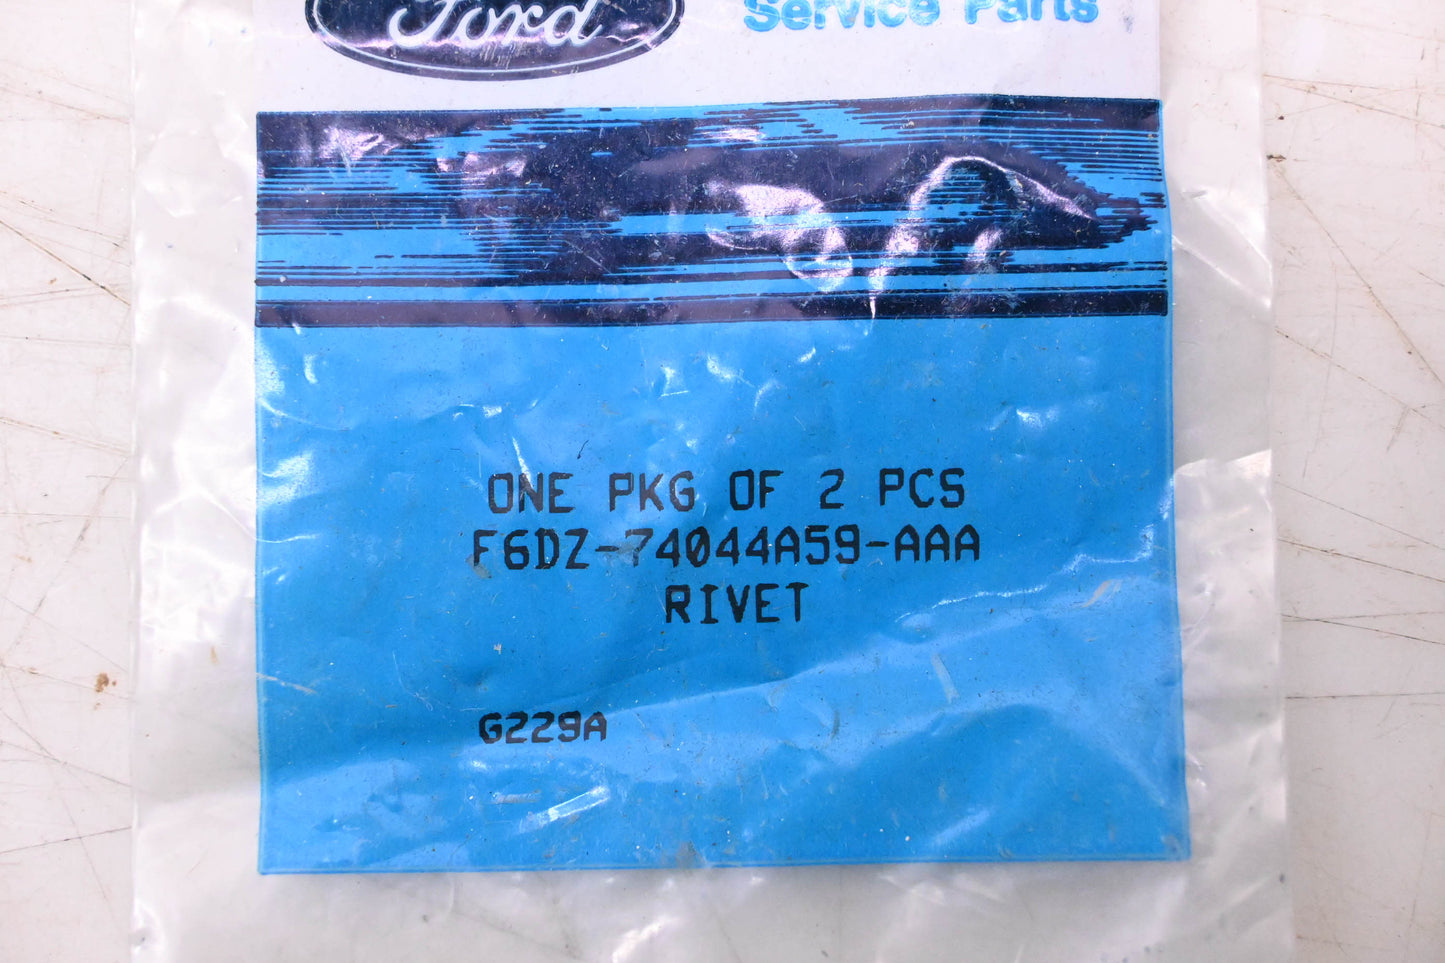 Ford
Service Parts
ONE PKG OF 2 PCS
F6DZ-74044A59-AAA
RIVET
G229A